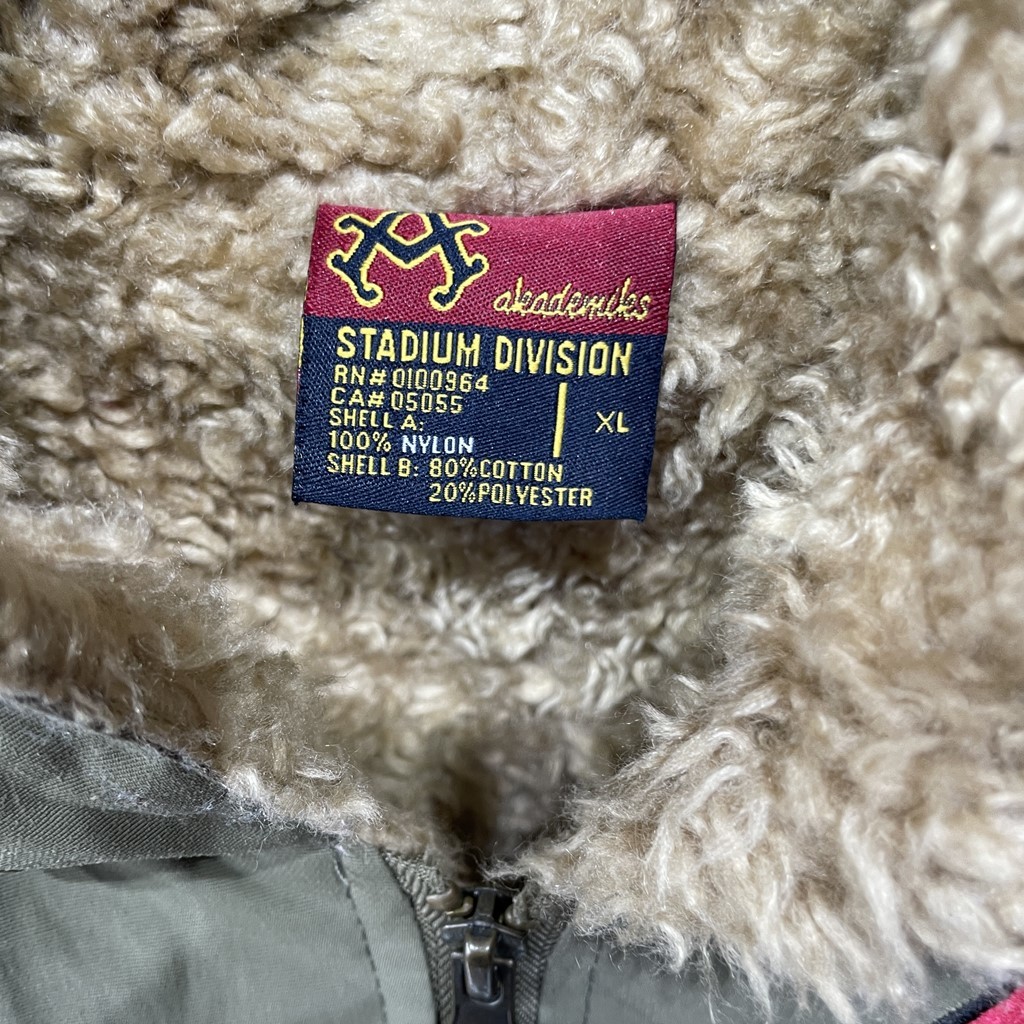 akademiks
STADIUM DIVISION
RN# 0100964
CA# 05055
SHELL A:
100% NYLON
SHELL B: 80%COTTON
20%POLYESTER
XL